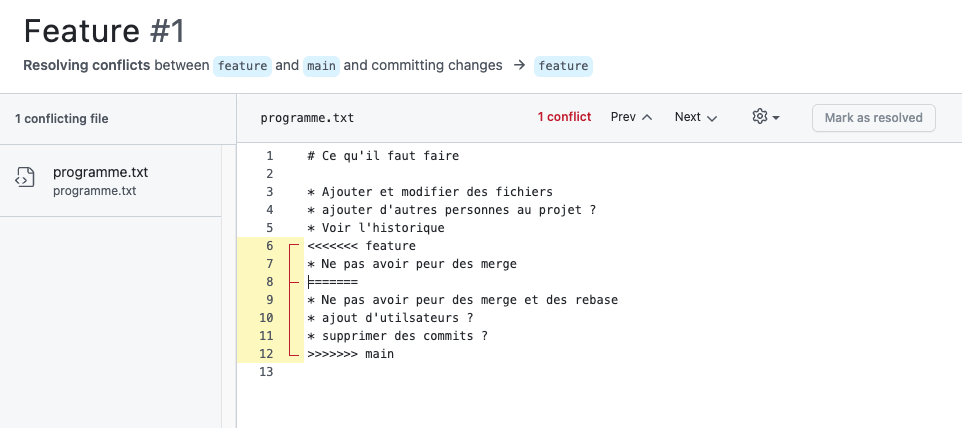 Feature #1
Resolving conflicts between feature and main and committing changes → feature
1 conflicting file
programme.txt
programme.txt
programme.txt 1 conflict Prev Next Mark as resolved
1 # Ce qu'il faut faire
2
3 * Ajouter et modifier des fichiers
4 * ajouter d'autres personnes au projet ?
5 * Voir l'historique
6 <<<<<<< feature
7 * Ne pas avoir peur des merge
8 =======
9 * Ne pas avoir peur des merge et des rebase
10 * ajout d'utilsateurs ?
11 * supprimer des commits ?
12 >>>>>>> main
13